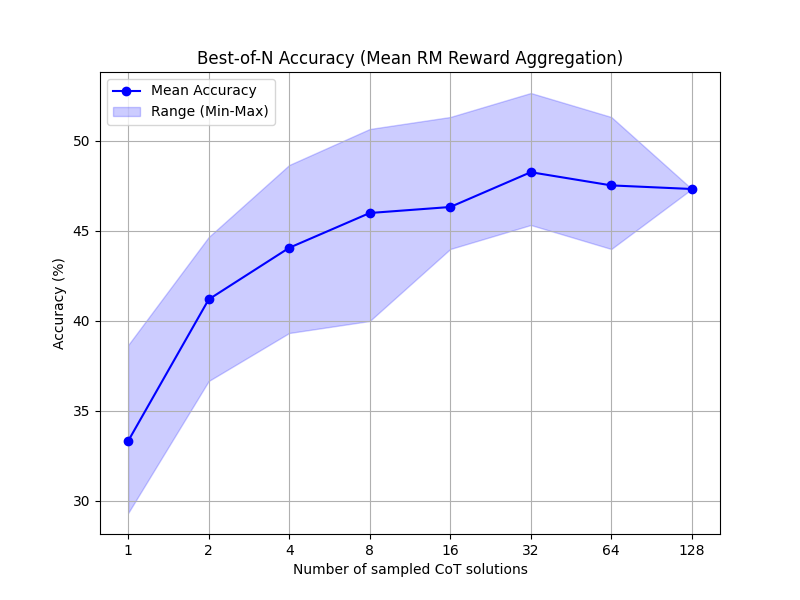 Best-of-N Accuracy (Mean RM Reward Aggregation)
Mean Accuracy
Range (Min-Max)
50
45
40
35
30
Accuracy (%)
1 2 4 8 16 32 64 128
Number of sampled CoT solutions